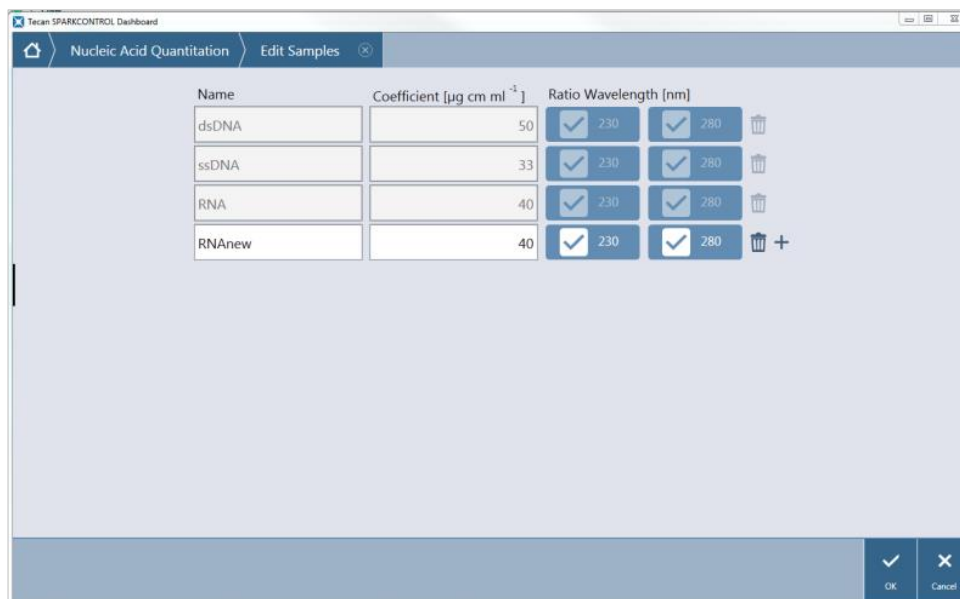 Tecan SPARKCONTROL Dashboard
Nucleic Acid Quantitation Edit Samples
Name Coefficient [µg cm ml⁻¹] Ratio Wavelength [nm]
dsDNA 50 230 280
ssDNA 33 230 280
RNA 40 230 280
RNAnew 40 230 280
OK Cancel